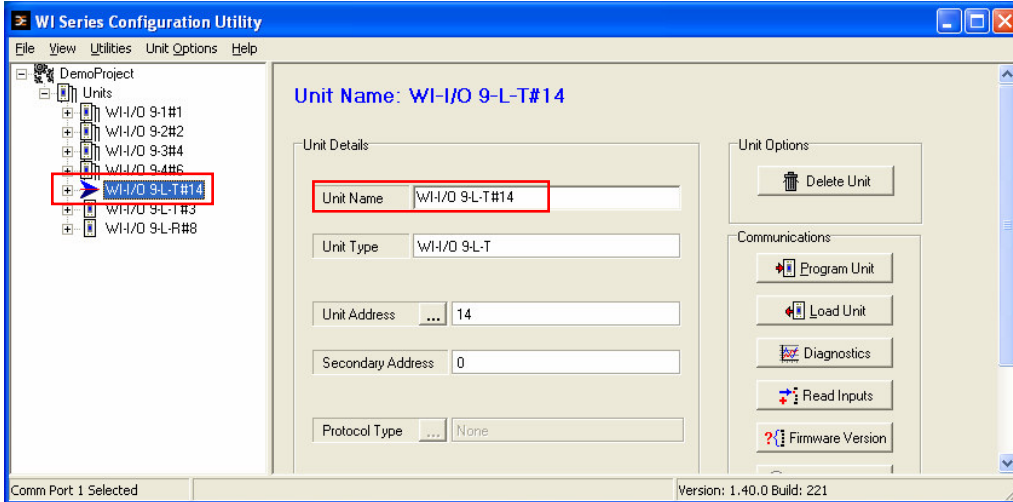 WI Series Configuration Utility
File View Utilities Unit Options Help
DemoProject
Units
WI-I/O 9-1#1
WI-I/O 9-2#2
WI-I/O 9-3#4
WI-I/O 9-4#6
WI-I/O 9-L-T#14
WI-I/O 9-L-T#3
WI-I/O 9-L-R#8
Unit Name: WI-I/O 9-L-T#14
Unit Details
Unit Name WI-I/O 9-L-T#14
Unit Type WI-I/O 9-L-T
Unit Address ... 14
Secondary Address 0
Protocol Type ... None
Unit Options
Delete Unit
Communications
Program Unit
Load Unit
Diagnostics
Read Inputs
Firmware Version
Comm Port 1 Selected
Version: 1.40.0 Build: 221